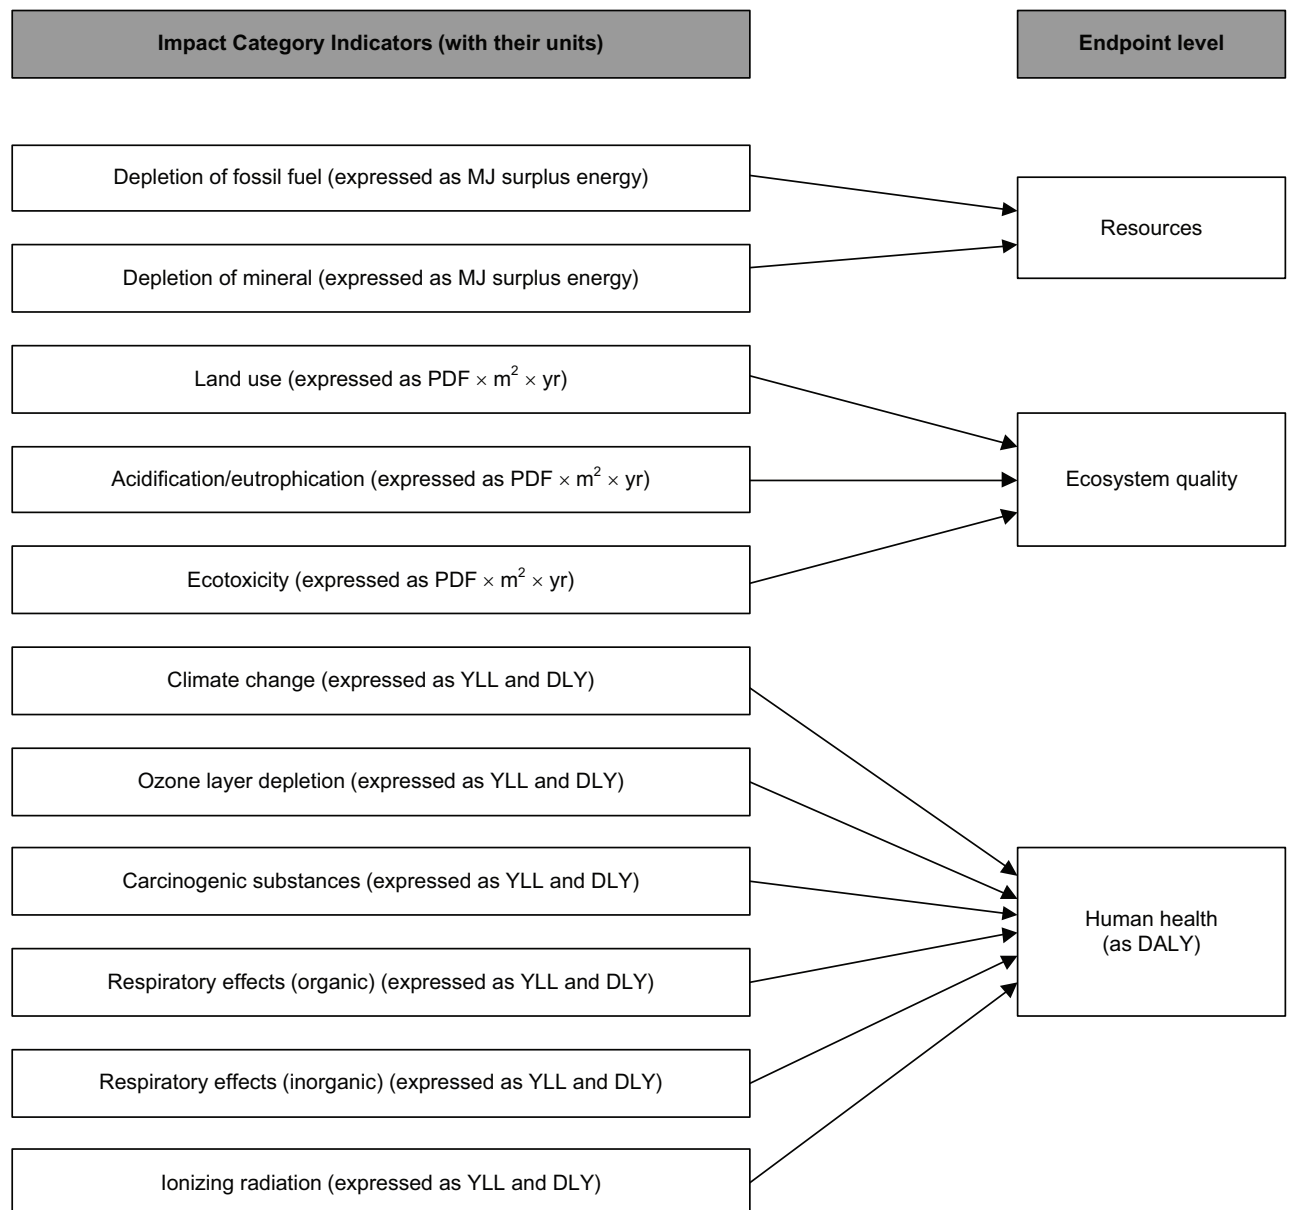 Impact Category Indicators (with their units)
Endpoint level
Depletion of fossil fuel (expressed as MJ surplus energy)
Depletion of mineral (expressed as MJ surplus energy)
Resources
Land use (expressed as PDF × m² × yr)
Acidification/eutrophication (expressed as PDF × m² × yr)
Ecotoxicity (expressed as PDF × m² × yr)
Ecosystem quality
Climate change (expressed as YLL and DLY)
Ozone layer depletion (expressed as YLL and DLY)
Carcinogenic substances (expressed as YLL and DLY)
Respiratory effects (organic) (expressed as YLL and DLY)
Respiratory effects (inorganic) (expressed as YLL and DLY)
Ionizing radiation (expressed as YLL and DLY)
Human health
(as DALY)